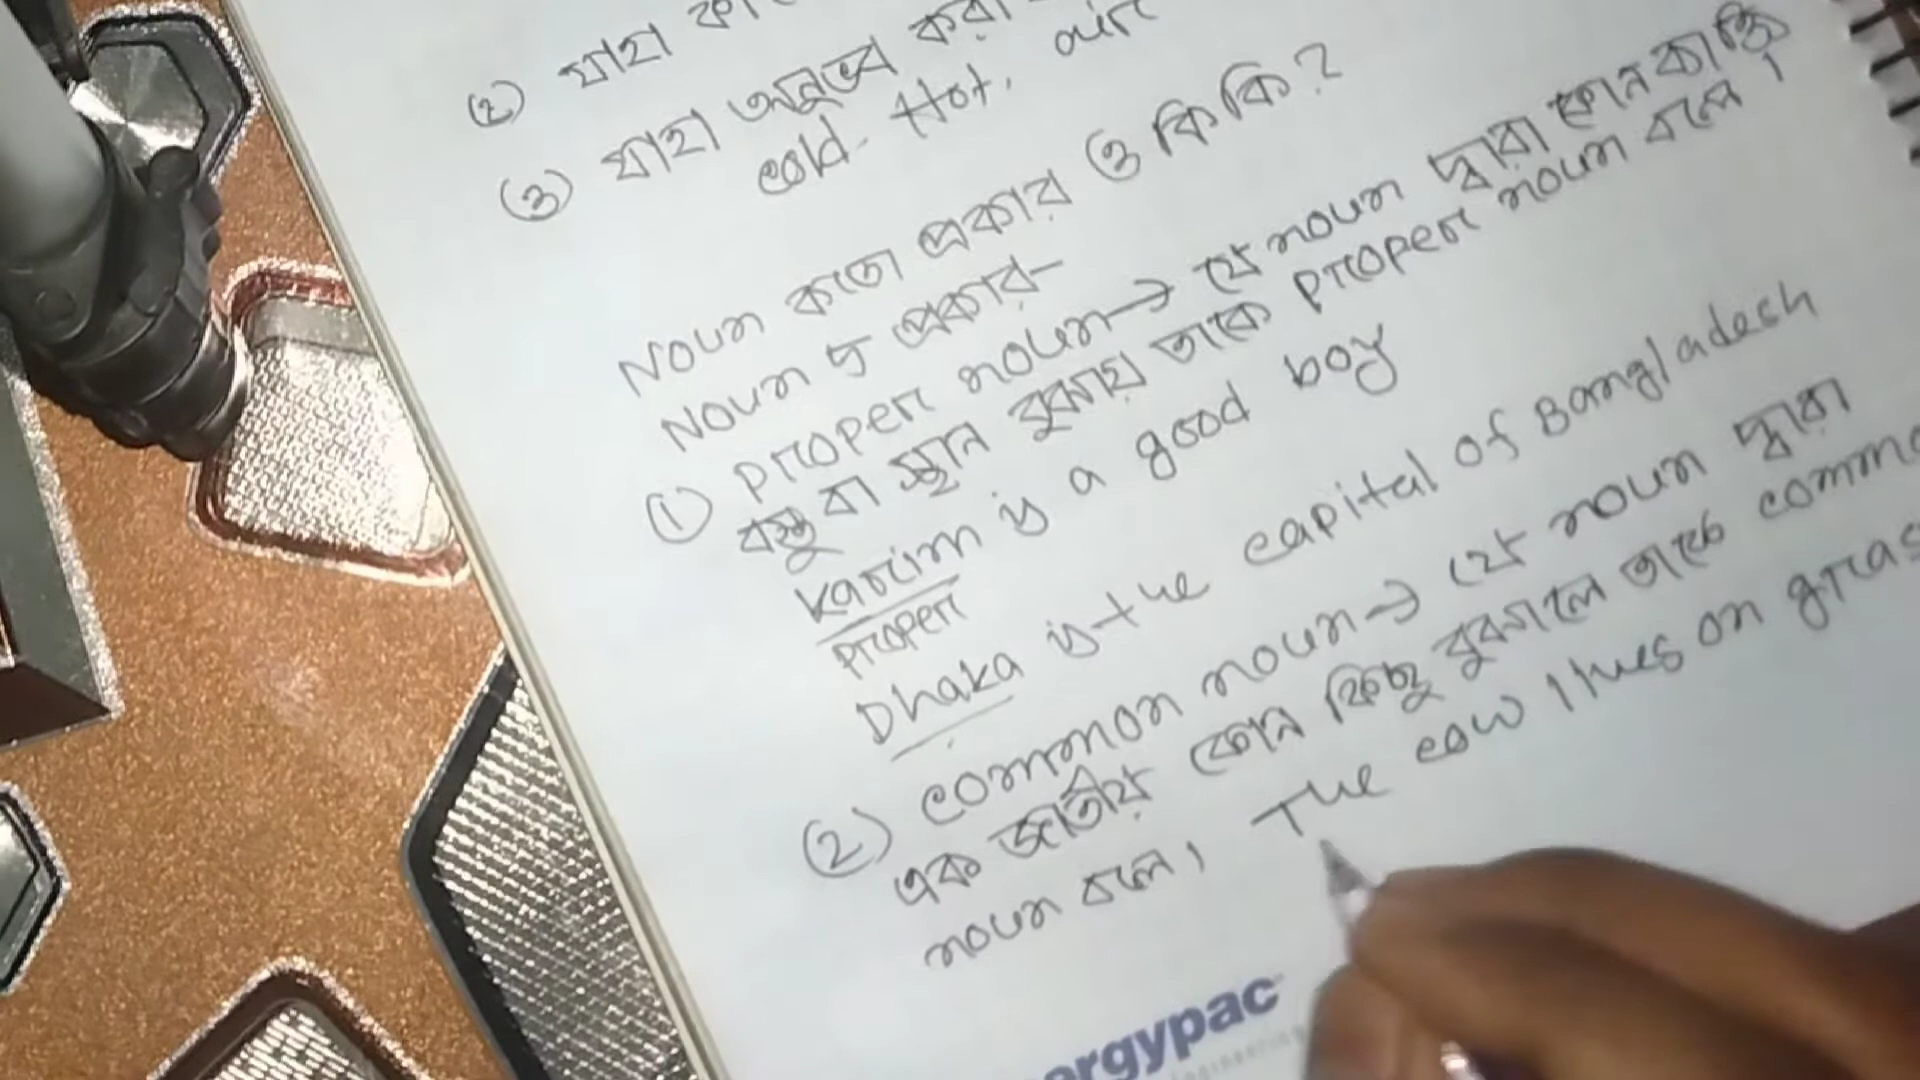 (২) যাহা
(৩) যাহা অনুভব করা
cold. Hot, air
Noun কতো প্রকার ও কি কি?
Noun ৫ প্রকার-
① proper noun→ যে noun দ্বারা কোন ব্যক্তি
বস্তু বা স্থান বুঝায় তাকে proper noun বলে।
Karim is a good boy
proper
Dhaka is the capital of Bangladesh
(2) common noun→ যে noun দ্বারা
এক জাতীয় কোন কিছু বুঝালে তাকে comm
noun বলে। The cow lives on gras
ergypac